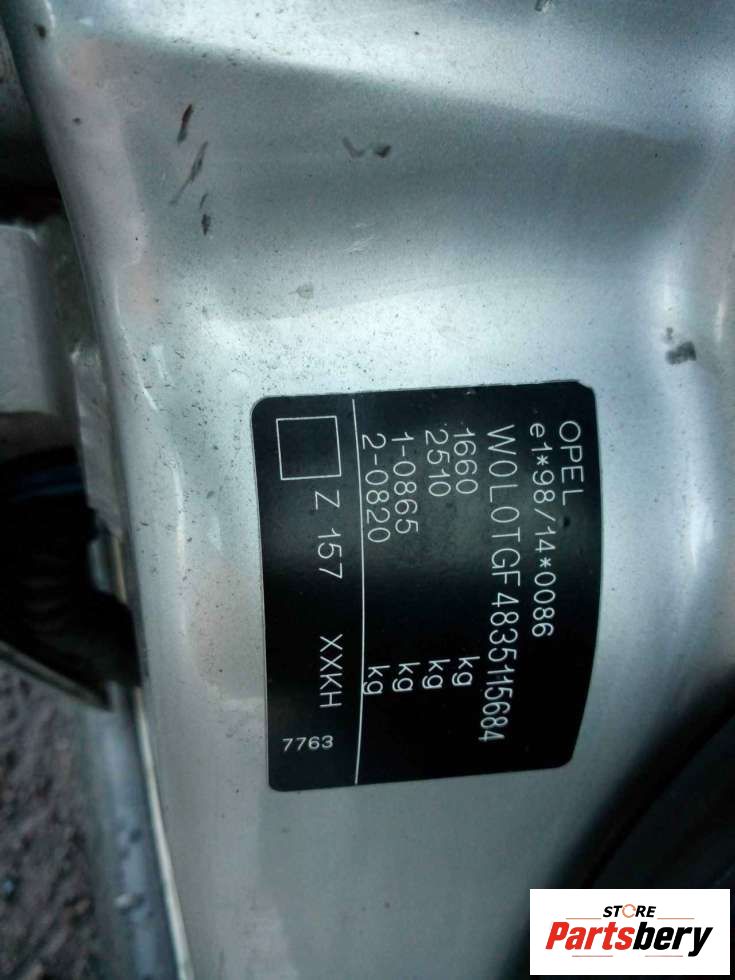 OPEL
e1*98/14*0086
W0L0TGF4835115684
1660 kg
2510 kg
1-0865 kg
2-0820 kg
Z 157 XXKH
7763
STORE
Partsbery